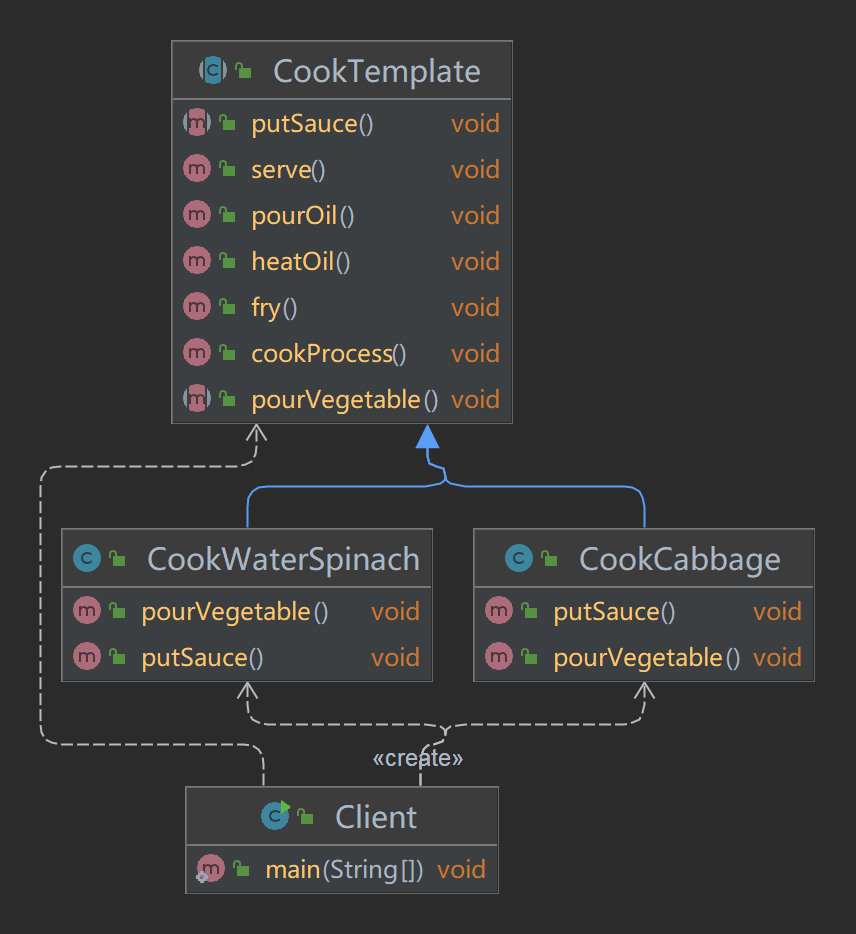 CookTemplate
putSauce() void
serve() void
pourOil() void
heatOil() void
fry() void
cookProcess() void
pourVegetable() void
CookWaterSpinach
pourVegetable() void
putSauce() void
CookCabbage
putSauce() void
pourVegetable() void
«create»
Client
main(String[]) void